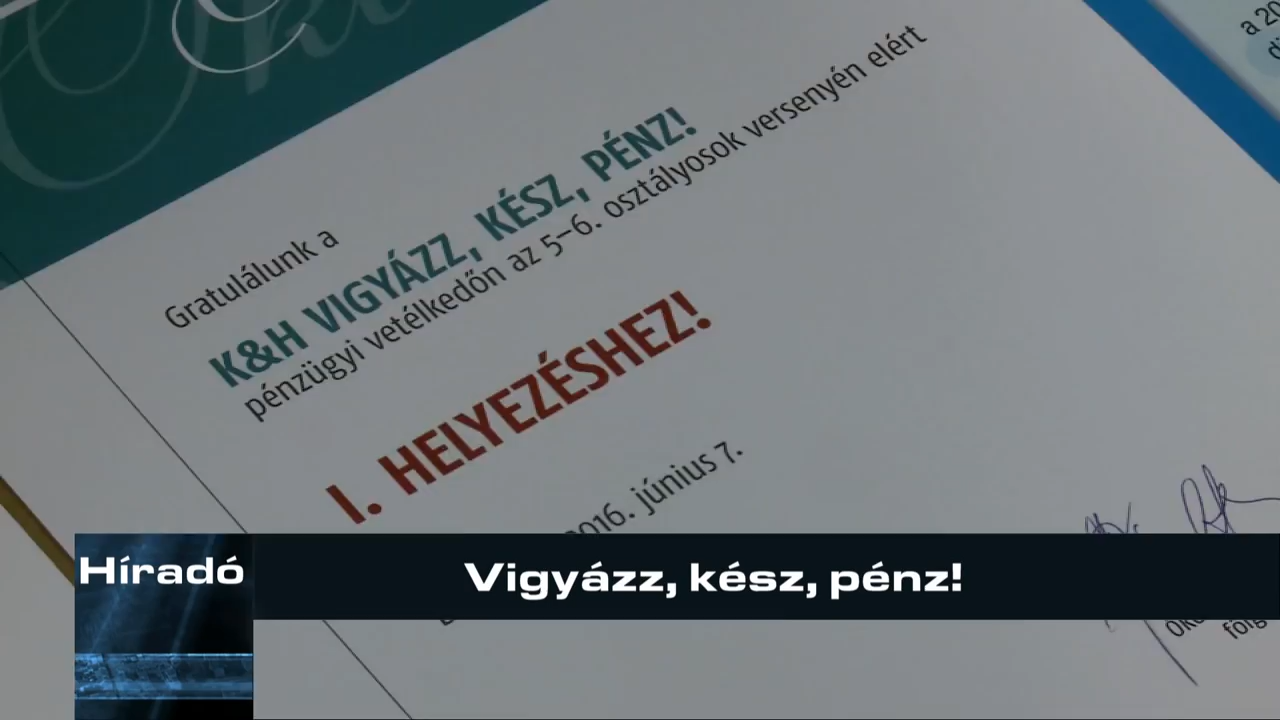 a 20
Gratulálunk a
K&H VIGYÁZZ, KÉSZ, PÉNZ!
pénzügyi vetélkedőn az 5–6. osztályosok versenyén elért
I. HELYEZÉSHEZ!
2016. június 7.
Híradó
Vigyázz, kész, pénz!